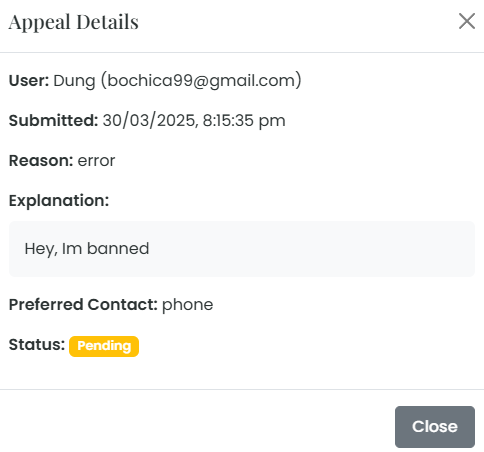 Appeal Details
User: Dung (bochica99@gmail.com)
Submitted: 30/03/2025, 8:15:35 pm
Reason: error
Explanation:
Hey, Im banned
Preferred Contact: phone
Status: Pending
Close